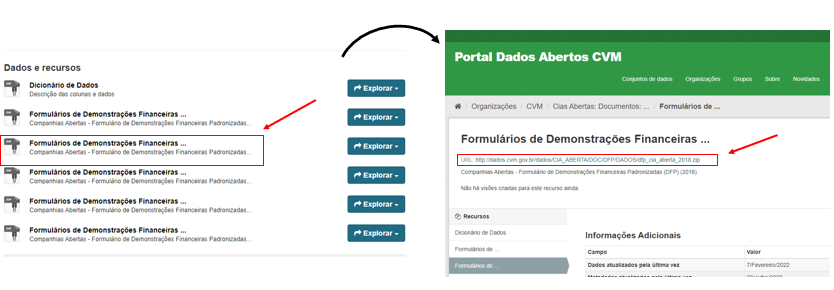 Dados e recursos
Dicionário de Dados
Descrição das colunas e dados
Explorar
Formulários de Demonstrações Financeiras ...
Companhias Abertas - Formulário de Demonstrações Financeiras Padronizadas...
Explorar
Formulários de Demonstrações Financeiras ...
Companhias Abertas - Formulário de Demonstrações Financeiras Padronizadas...
Explorar
Formulários de Demonstrações Financeiras ...
Companhias Abertas - Formulário de Demonstrações Financeiras Padronizadas...
Explorar
Formulários de Demonstrações Financeiras ...
Companhias Abertas - Formulário de Demonstrações Financeiras Padronizadas...
Explorar
Formulários de Demonstrações Financeiras ...
Companhias Abertas - Formulário de Demonstrações Financeiras Padronizadas...
Explorar
Portal Dados Abertos CVM
Conjuntos de dados Organizações Grupos Sobre Novidades
/ Organizações / CVM / Cias Abertas: Documentos: ... / Formulários de ...
Formulários de Demonstrações Financeiras ...
URL: http://dados.cvm.gov.br/dados/CIA_ABERTA/DOC/DFP/DADOS/dfp_cia_aberta_2018.zip
Companhias Abertas - Formulário de Demonstrações Financeiras Padronizadas (DFP) (2018)
Não há visões criadas para este recurso ainda.
Recursos
Dicionário de Dados
Formulários de ...
Formulários de ...
Informações Adicionais
Campo Valor
Dados atualizados pela última vez 7/Fevereiro/2022